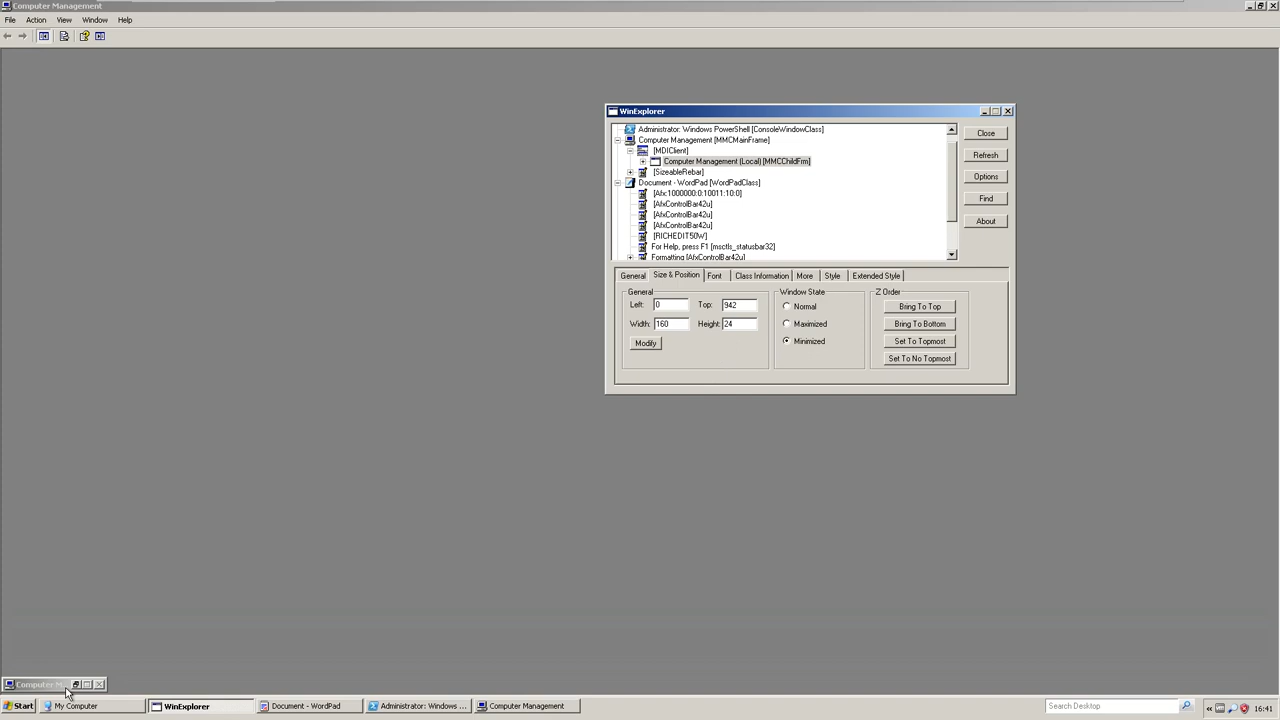 Computer Management
File Action View Window Help
WinExplorer
Administrator: Windows PowerShell [ConsoleWindowClass]
Computer Management [MMCMainFrame]
[MDIClient]
Computer Management (Local) [MMCChildFrm]
[SizeableRebar]
Document - WordPad [WordPadClass]
[Afx:1000000:0:10011:10:0]
[AfxControlBar42u]
[AfxControlBar42u]
[AfxControlBar42u]
[RICHEDIT50W]
For Help, press F1 [msctls_statusbar32]
Formatting [AfxControlBar42u]
Close
Refresh
Options
Find
About
General Size & Position Font Class Information More Style Extended Style
General
Left: 0 Top: 942
Width: 160 Height: 24
Modify
Window State
Normal
Maximized
Minimized
Z Order
Bring To Top
Bring To Bottom
Set To Topmost
Set To No Topmost
Computer M...
Start My Computer WinExplorer Document - WordPad Administrator: Windows ... Computer Management Search Desktop 16:41